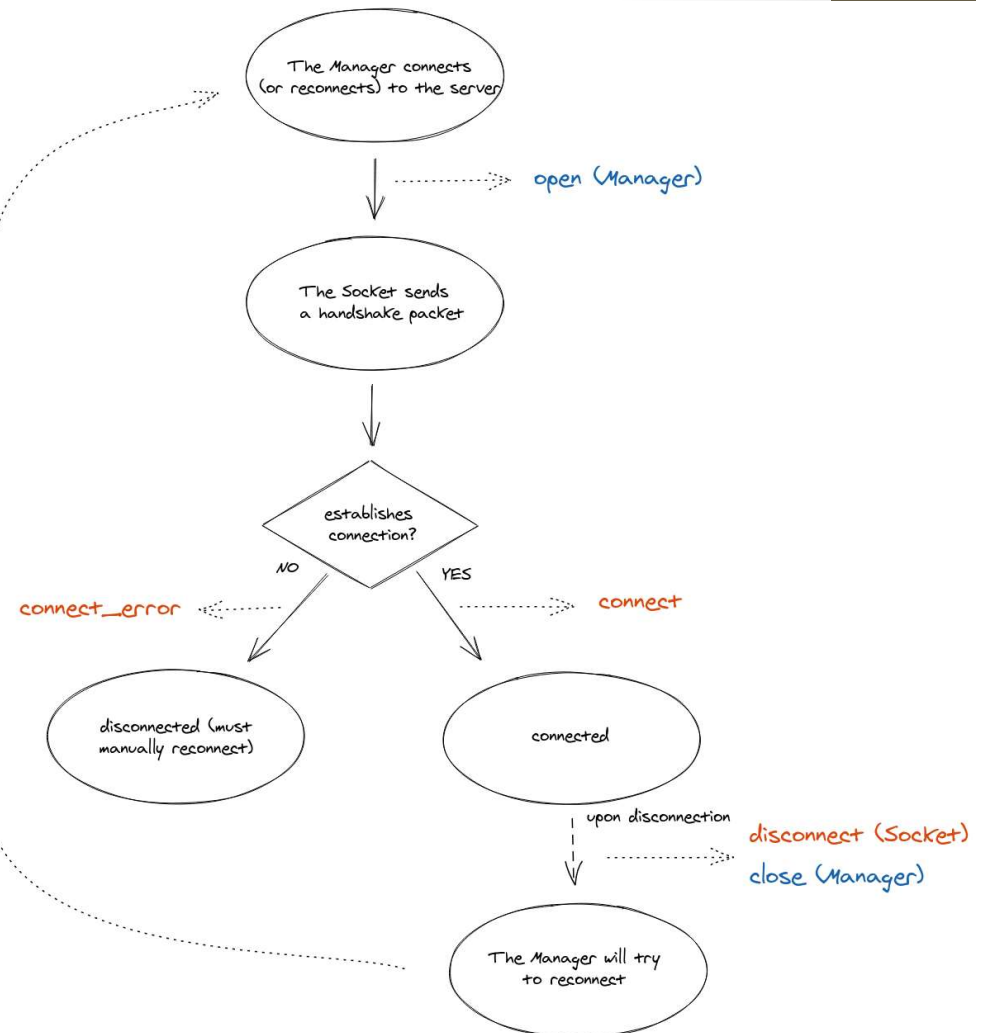 The Manager connects
(or reconnects) to the server
open (Manager)
The Socket sends
a handshake packet
establishes
connection?
NO
YES
connect_error
connect
disconnected (must
manually reconnect)
connected
upon disconnection
disconnect (Socket)
close (Manager)
The Manager will try
to reconnect